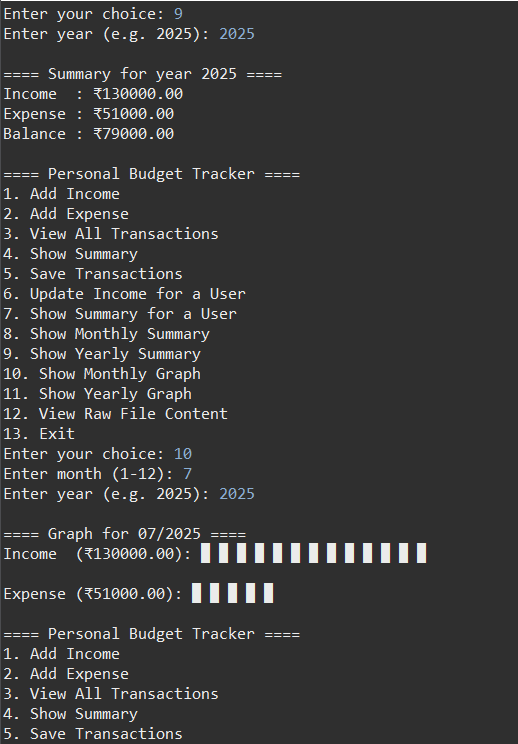 Enter your choice: 9
Enter year (e.g. 2025): 2025
==== Summary for year 2025 ====
Income  : ₹130000.00
Expense : ₹51000.00
Balance : ₹79000.00
==== Personal Budget Tracker ====
1. Add Income
2. Add Expense
3. View All Transactions
4. Show Summary
5. Save Transactions
6. Update Income for a User
7. Show Summary for a User
8. Show Monthly Summary
9. Show Yearly Summary
10. Show Monthly Graph
11. Show Yearly Graph
12. View Raw File Content
13. Exit
Enter your choice: 10
Enter month (1-12): 7
Enter year (e.g. 2025): 2025
==== Graph for 07/2025 ====
Income  (₹130000.00): █ █ █ █ █ █ █ █ █ █ █ █ █
Expense (₹51000.00): █ █ █ █ █
==== Personal Budget Tracker ====
1. Add Income
2. Add Expense
3. View All Transactions
4. Show Summary
5. Save Transactions